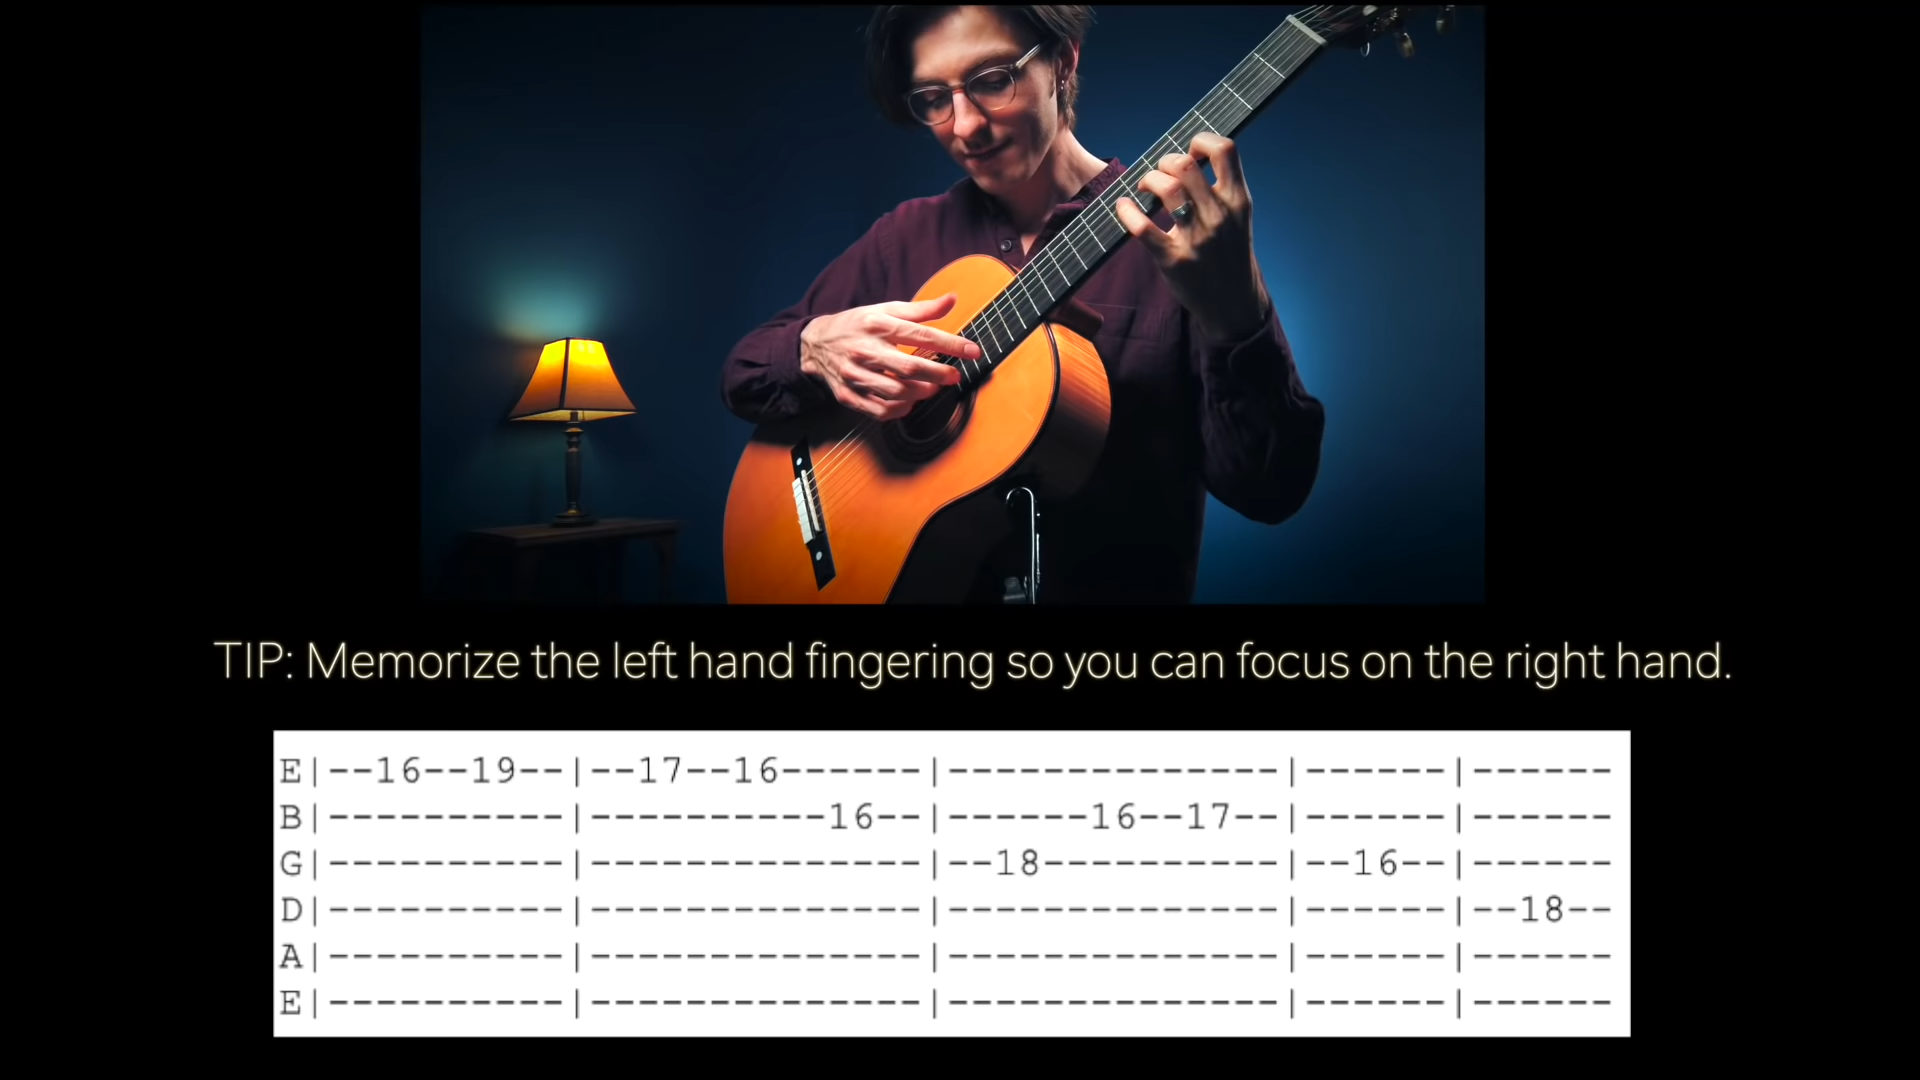 TIP: Memorize the left hand fingering so you can focus on the right hand.
E|--16--19--|--17--16------|--------------|------|------
B|----------|----------16--|------16--17--|------|------
G|----------|--------------|--18----------|--16--|------
D|----------|--------------|--------------|------|--18--
A|----------|--------------|--------------|------|------
E|----------|--------------|--------------|------|------